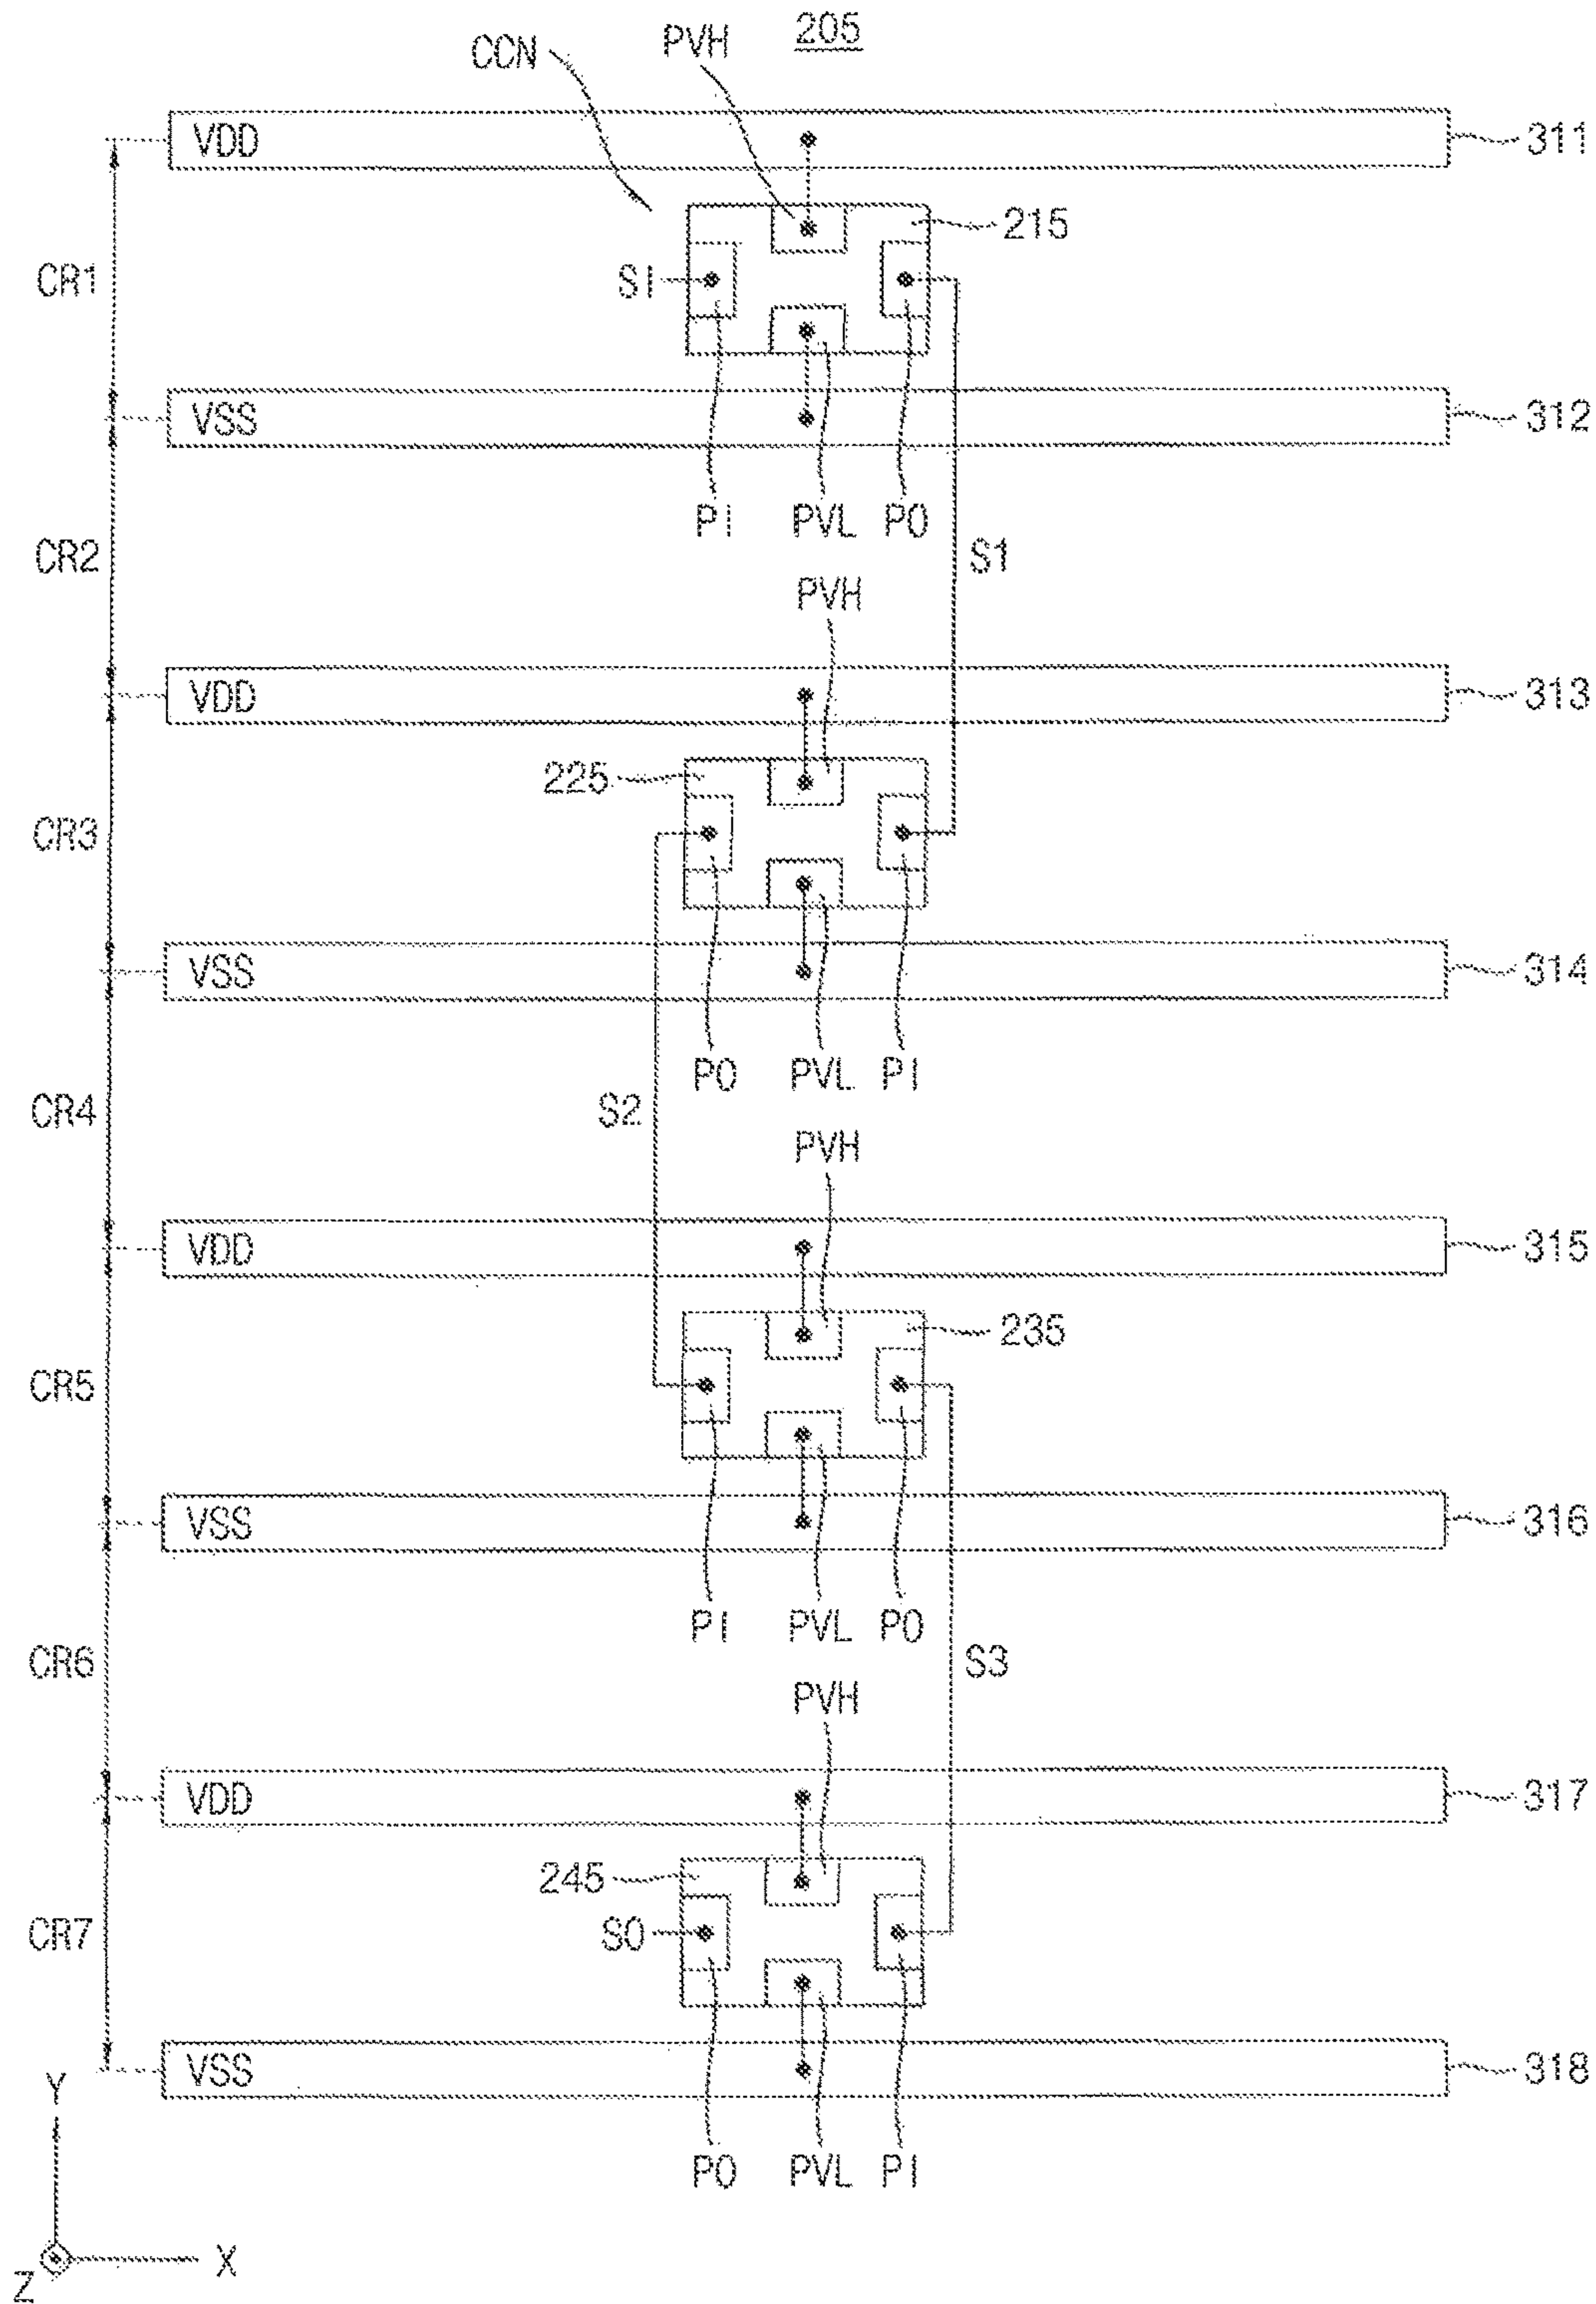 205
CCN PVH
VDD 311
215
CR1 SI
VSS 312
PI PVL PO
CR2 S1
PVH
VDD 313
225
CR3
VSS 314
PO PVL PI
CR4 S2
PVH
VDD 315
235
CR5
VSS 316
PI PVL PO
CR6 S3
PVH
VDD 317
245
CR7 SO
VSS 318
Y
PO PVL PI
X
Z